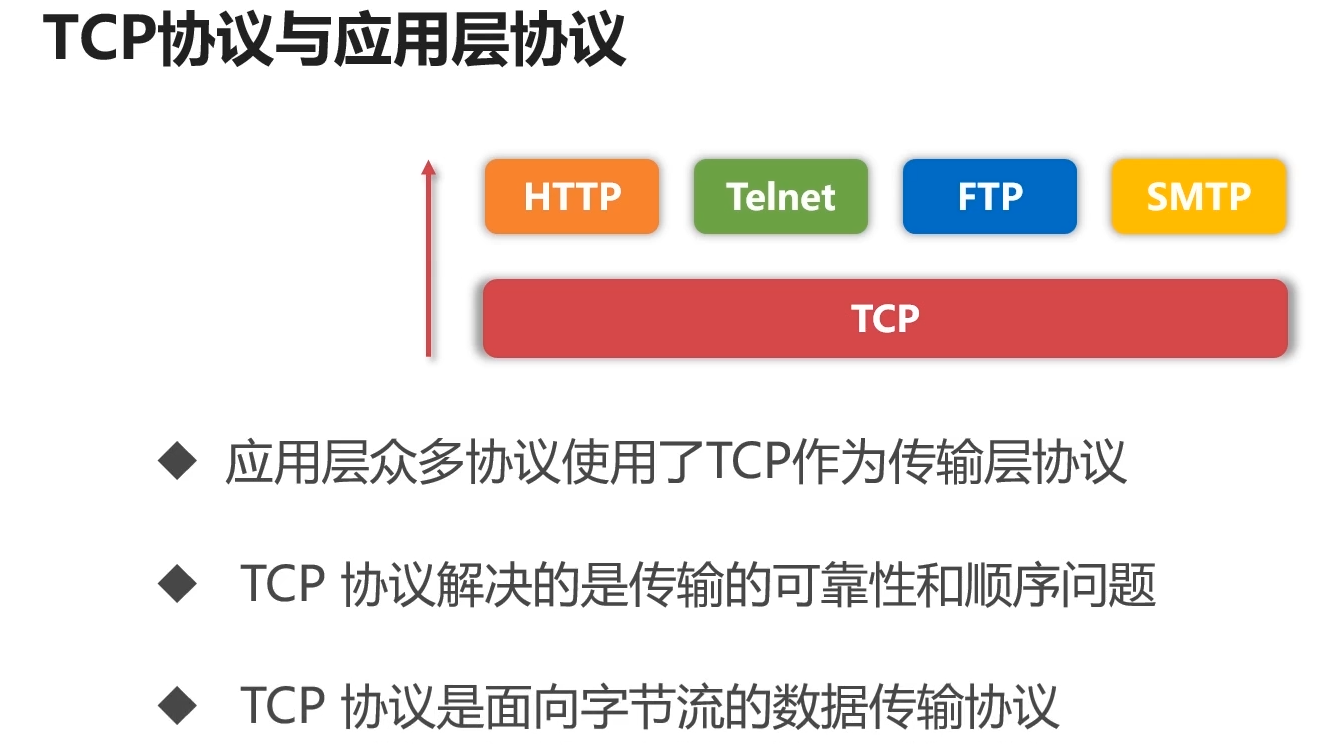 TCP协议与应用层协议
HTTP Telnet FTP SMTP
TCP
应用层众多协议使用了TCP作为传输层协议
TCP 协议解决的是传输的可靠性和顺序问题
TCP 协议是面向字节流的数据传输协议